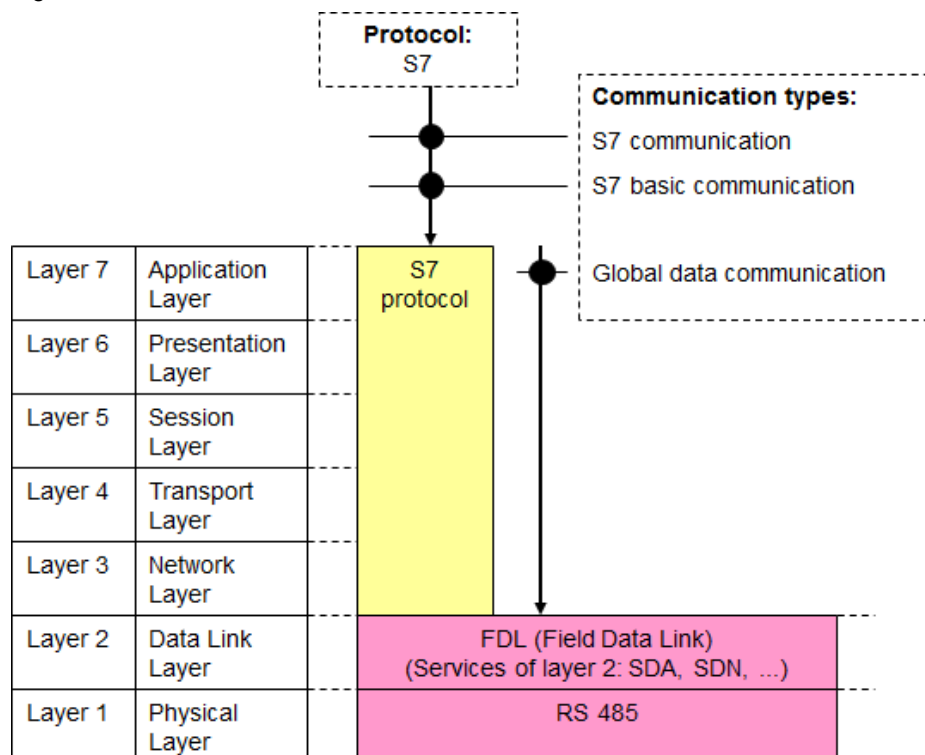 Protocol:
S7
Communication types:
S7 communication
S7 basic communication
Global data communication
Layer 7
Application
Layer
S7
protocol
Layer 6
Presentation
Layer
Layer 5
Session
Layer
Layer 4
Transport
Layer
Layer 3
Network
Layer
Layer 2
Data Link
Layer
FDL (Field Data Link)
(Services of layer 2: SDA, SDN, ...)
Layer 1
Physical
Layer
RS 485